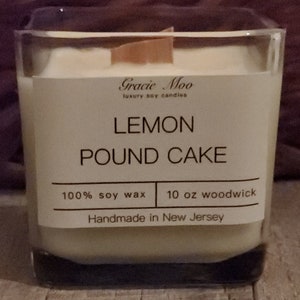 Gracie Moo
luxury soy candles
LEMON
POUND CAKE
100% soy wax 10 oz woodwick
Handmade in New Jersey